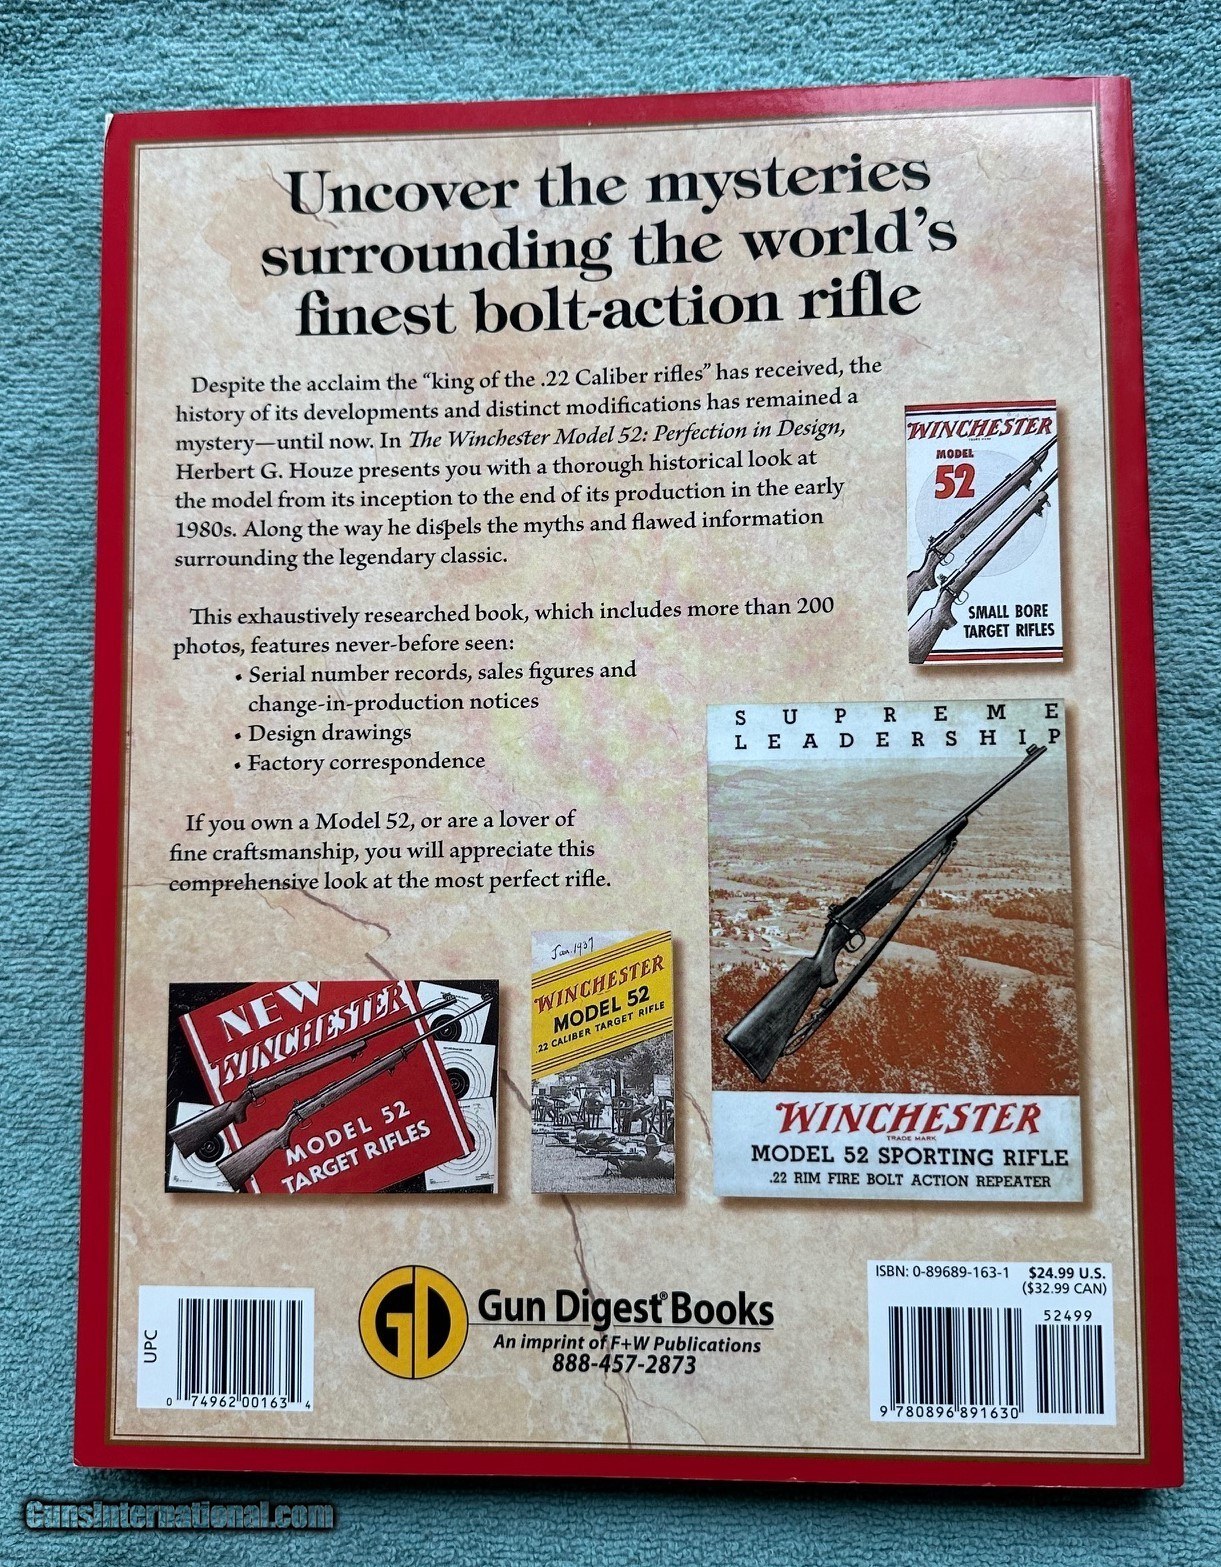 Uncover the mysteries
surrounding the world's
finest bolt-action rifle
Despite the acclaim the “king of the .22 Caliber rifles” has received, the
history of its developments and distinct modifications has remained a
mystery—until now. In The Winchester Model 52: Perfection in Design,
Herbert G. Houze presents you with a thorough historical look at
the model from its inception to the end of its production in the early
1980s. Along the way he dispels the myths and flawed information
surrounding the legendary classic.
This exhaustively researched book, which includes more than 200
photos, features never-before seen:
• Serial number records, sales figures and
change-in-production notices
• Design drawings
• Factory correspondence
If you own a Model 52, or are a lover of
fine craftsmanship, you will appreciate this
comprehensive look at the most perfect rifle.
WINCHESTER
TRADE MARK
MODEL
52
SMALL BORE
TARGET RIFLES
SUPREME
LEADERSHIP
WINCHESTER
TRADE MARK
MODEL 52 SPORTING RIFLE
.22 RIM FIRE BOLT ACTION REPEATER
NEW
WINCHESTER
MODEL 52
TARGET RIFLES
Jan. 1937
WINCHESTER
MODEL 52
.22 CALIBER TARGET RIFLE
UPC
0 74962 00163 4
GD
Gun Digest® Books
An imprint of F+W Publications
888-457-2873
ISBN: 0-89689-163-1 $24.99 U.S.
($32.99 CAN)
52499
9 780896 891630
GunsInternational.com